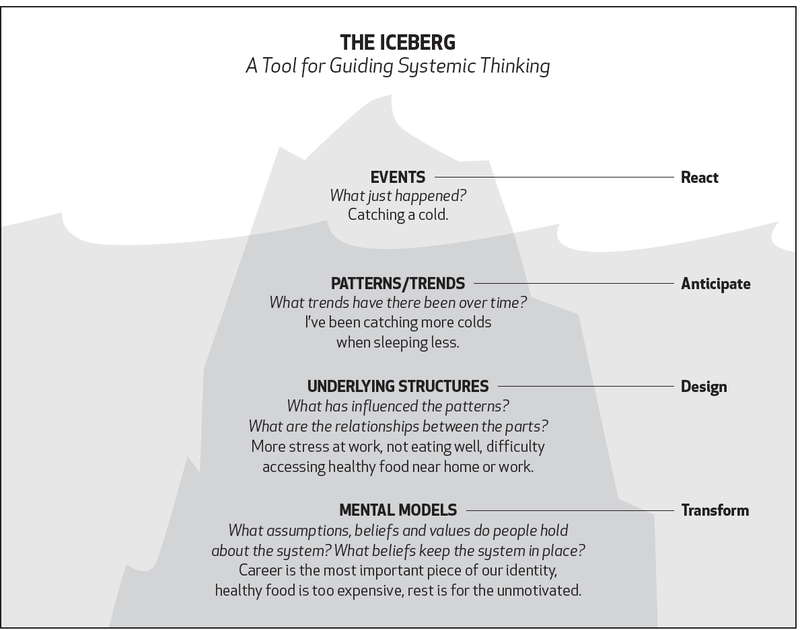 THE ICEBERG
A Tool for Guiding Systemic Thinking
EVENTS
React
What just happened?
Catching a cold.
PATTERNS/TRENDS
Anticipate
What trends have there been over time?
I've been catching more colds
when sleeping less.
UNDERLYING STRUCTURES
Design
What has influenced the patterns?
What are the relationships between the parts?
More stress at work, not eating well, difficulty
accessing healthy food near home or work.
MENTAL MODELS
Transform
What assumptions, beliefs and values do people hold
about the system? What beliefs keep the system in place?
Career is the most important piece of our identity,
healthy food is too expensive, rest is for the unmotivated.